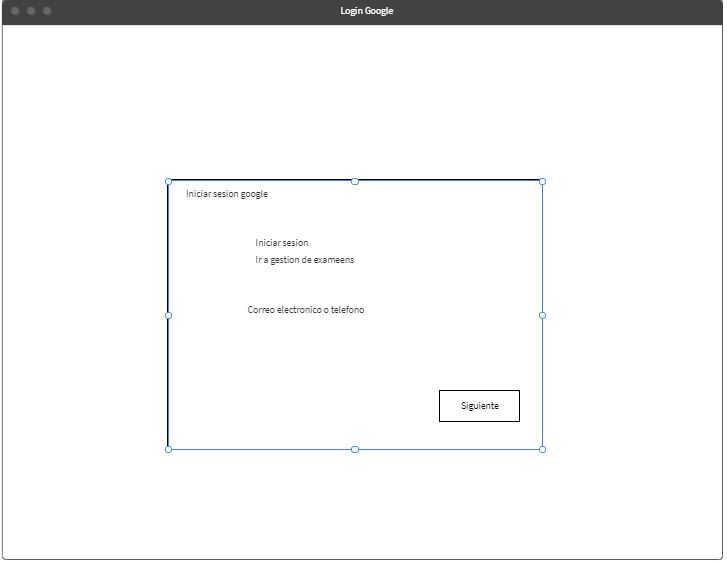 Login Google
Iniciar sesion google
Iniciar sesion
Ir a gestion de exameens
Correo electronico o telefono
Siguiente